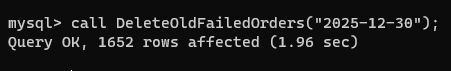 mysql> call DeleteOldFailedOrders("2025-12-30");
Query OK, 1652 rows affected (1.96 sec)